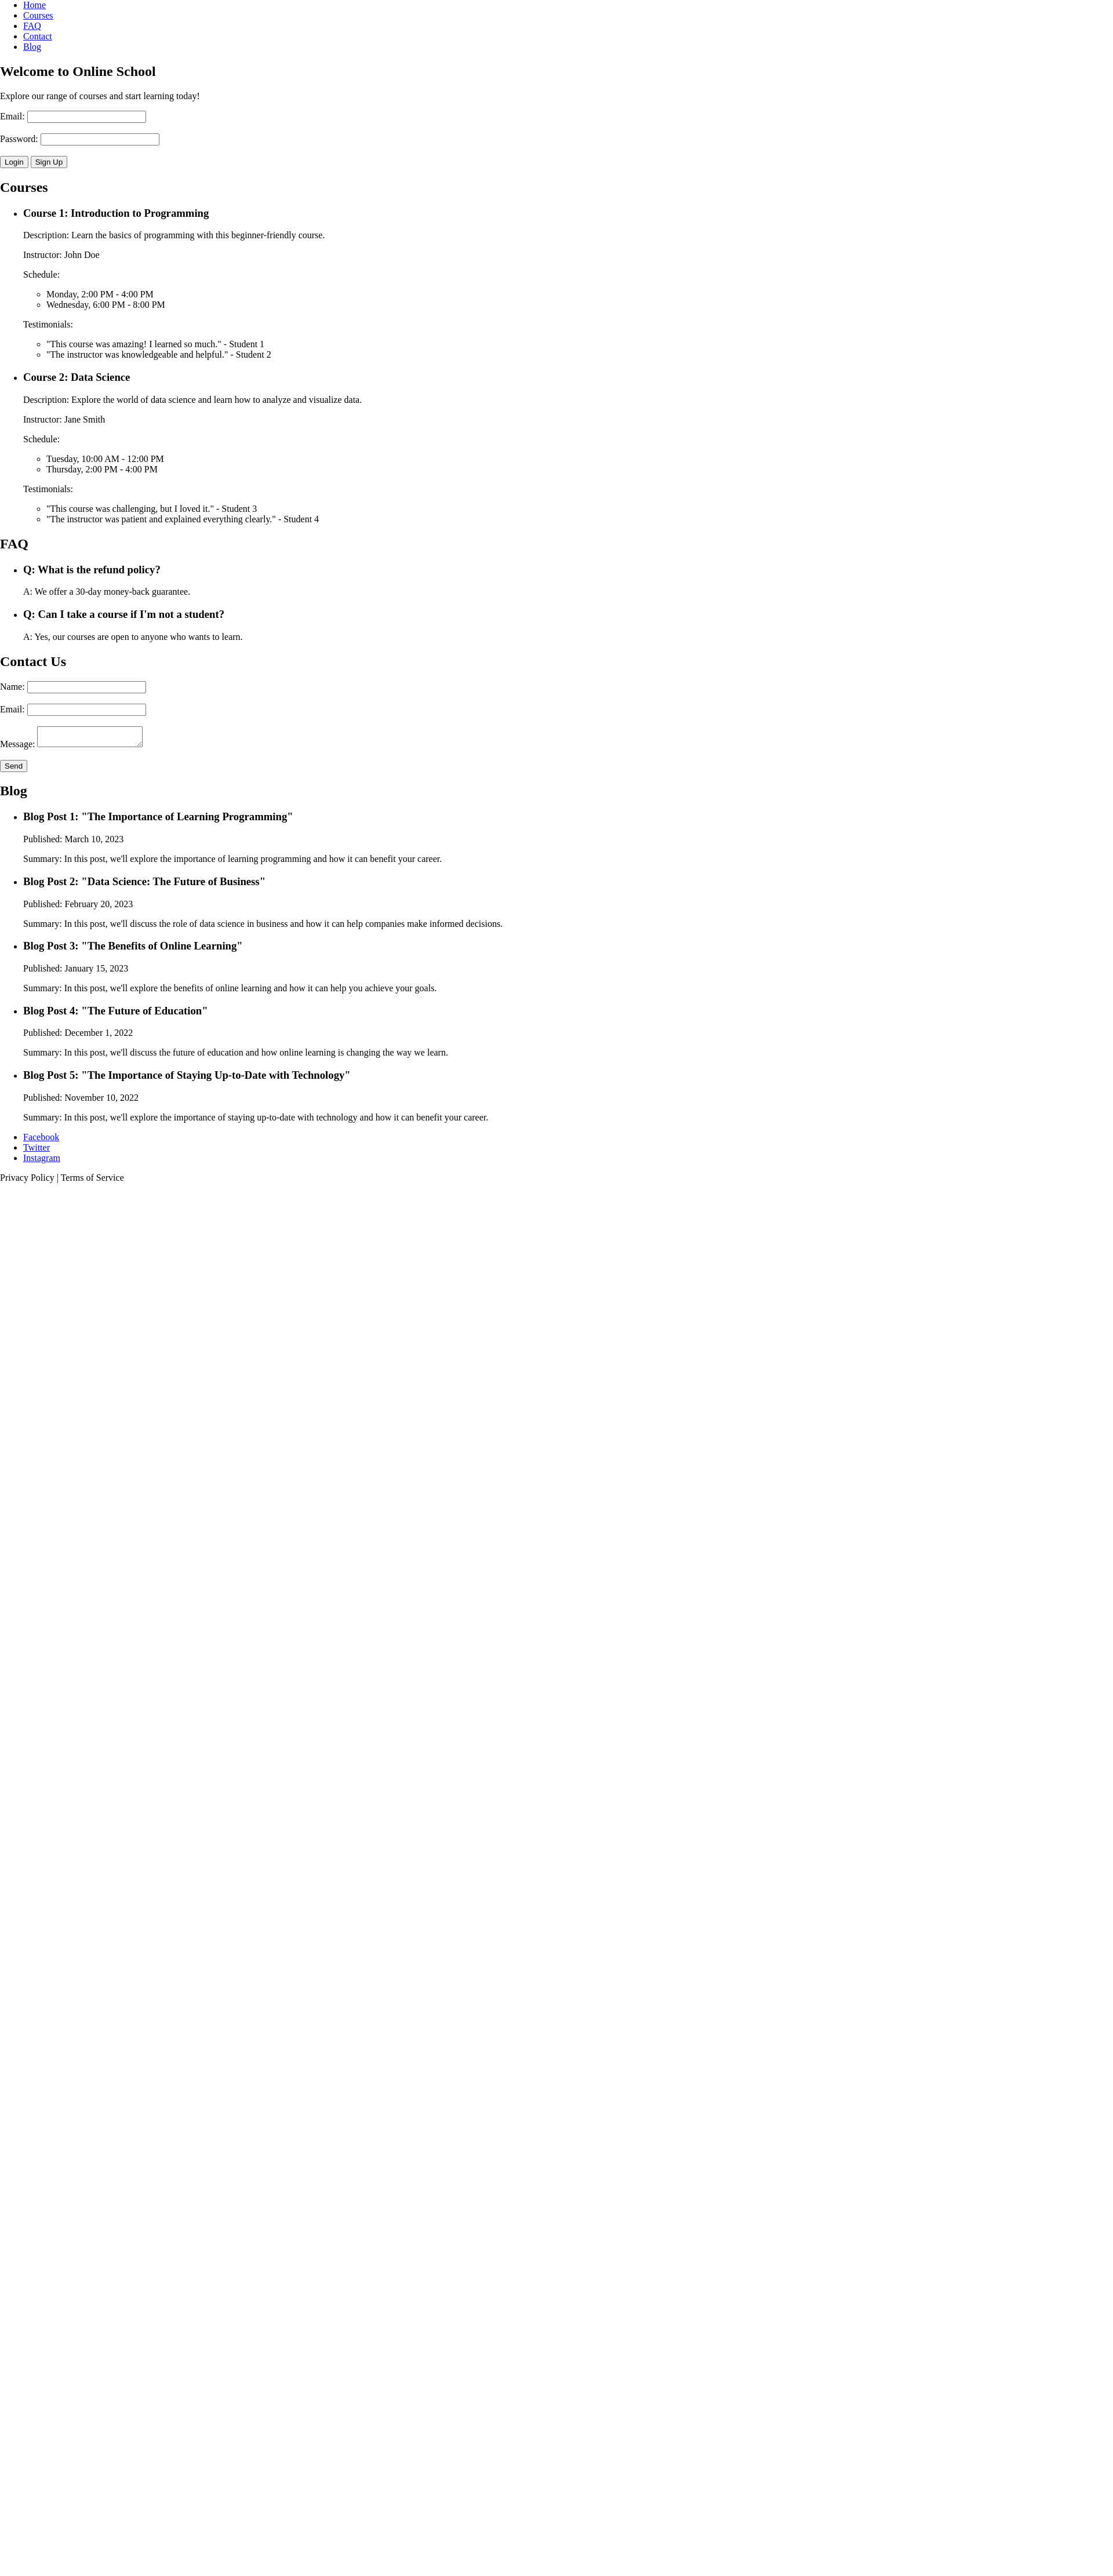 Home
Courses
FAQ
Contact
Blog
Welcome to Online School
Explore our range of courses and start learning today!
Email:
Password:
Login Sign Up
Courses
Course 1: Introduction to Programming
Description: Learn the basics of programming with this beginner-friendly course.
Instructor: John Doe
Schedule:
Monday, 2:00 PM - 4:00 PM
Wednesday, 6:00 PM - 8:00 PM
Testimonials:
"This course was amazing! I learned so much." - Student 1
"The instructor was knowledgeable and helpful." - Student 2
Course 2: Data Science
Description: Explore the world of data science and learn how to analyze and visualize data.
Instructor: Jane Smith
Schedule:
Tuesday, 10:00 AM - 12:00 PM
Thursday, 2:00 PM - 4:00 PM
Testimonials:
"This course was challenging, but I loved it." - Student 3
"The instructor was patient and explained everything clearly." - Student 4
FAQ
Q: What is the refund policy?
A: We offer a 30-day money-back guarantee.
Q: Can I take a course if I'm not a student?
A: Yes, our courses are open to anyone who wants to learn.
Contact Us
Name:
Email:
Message:
Send
Blog
Blog Post 1: "The Importance of Learning Programming"
Published: March 10, 2023
Summary: In this post, we'll explore the importance of learning programming and how it can benefit your career.
Blog Post 2: "Data Science: The Future of Business"
Published: February 20, 2023
Summary: In this post, we'll discuss the role of data science in business and how it can help companies make informed decisions.
Blog Post 3: "The Benefits of Online Learning"
Published: January 15, 2023
Summary: In this post, we'll explore the benefits of online learning and how it can help you achieve your goals.
Blog Post 4: "The Future of Education"
Published: December 1, 2022
Summary: In this post, we'll discuss the future of education and how online learning is changing the way we learn.
Blog Post 5: "The Importance of Staying Up-to-Date with Technology"
Published: November 10, 2022
Summary: In this post, we'll explore the importance of staying up-to-date with technology and how it can benefit your career.
Facebook
Twitter
Instagram
Privacy Policy | Terms of Service